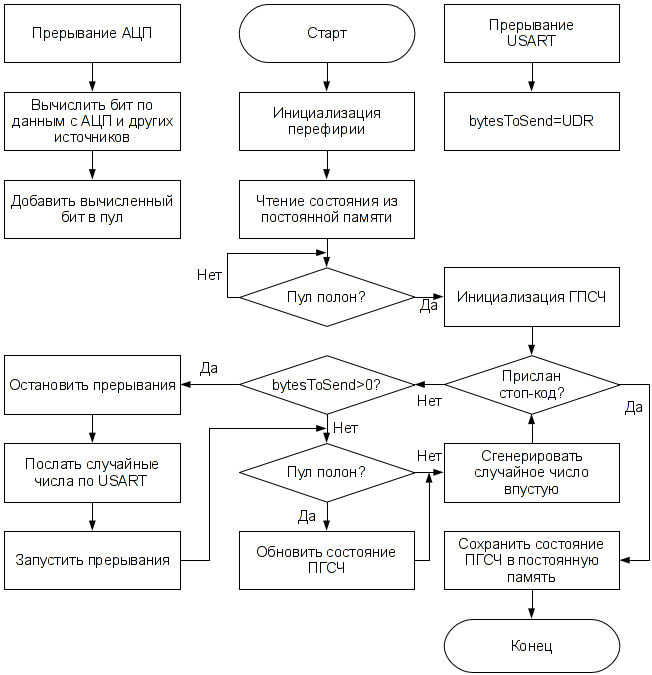 Прерывание АЦП
Старт
Прерывание
USART
Вычислить бит по
данным с АЦП и других
источников
Инициализация
перефирии
bytesToSend=UDR
Добавить вычисленный
бит в пул
Чтение состояния из
постоянной памяти
Нет
Пул полон?
Да
Инициализация ГПСЧ
Остановить прерывания
Да
bytesToSend>0?
Нет
Прислан
стоп-код?
Да
Нет
Послать случайные
числа по USART
Пул полон?
Нет
Сгенерировать
случайное число
впустую
Да
Запустить прерывания
Обновить состояние
ПГСЧ
Сохранить состояние
ПГСЧ в постоянную
память
Конец